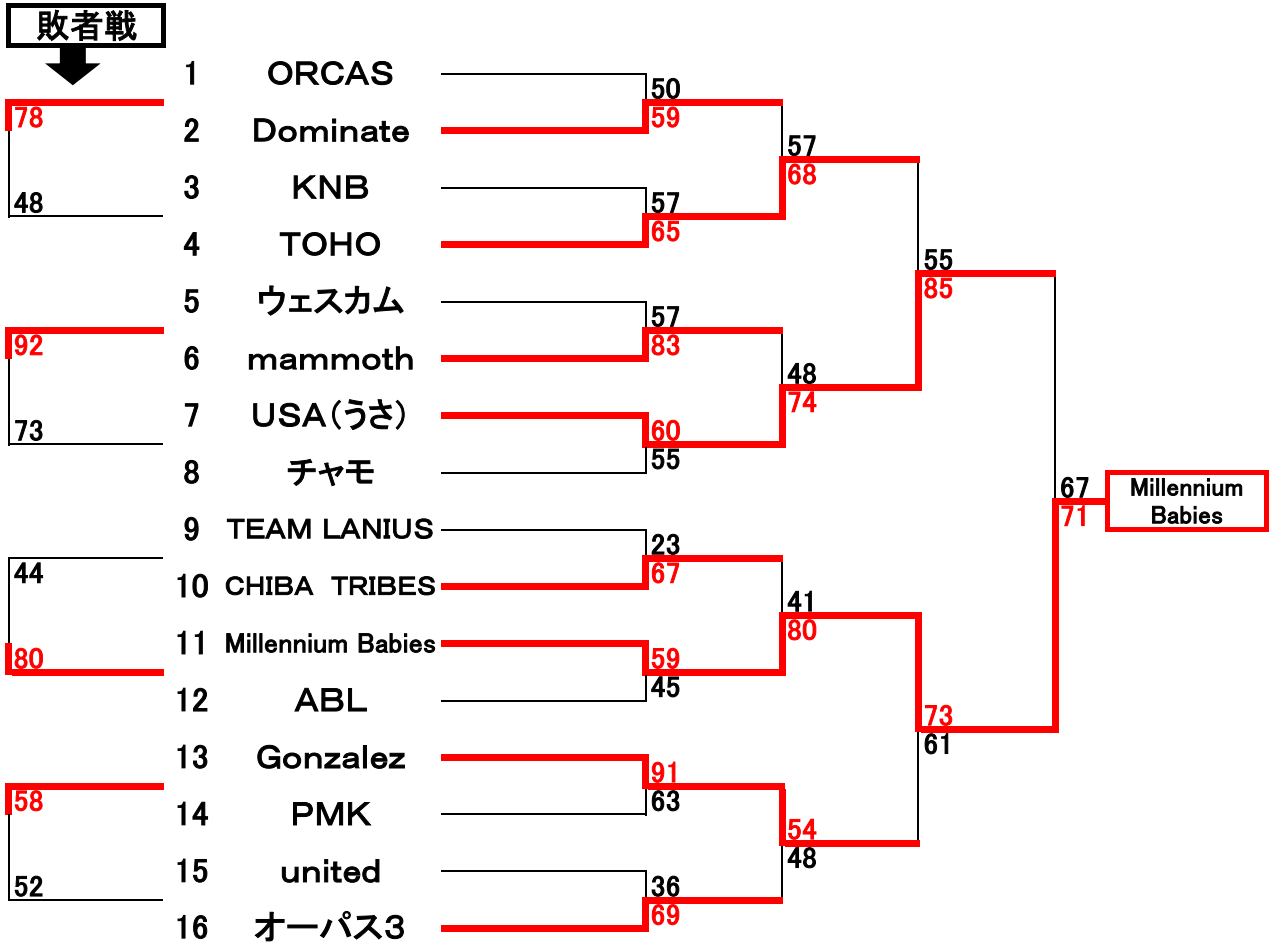 敗者戦
1 ORCAS
50
78
59
2 Dominate
57
68
3 KNB
48
57
65
4 TOHO
55
85
5 ウェスカム
57
92
83
6 mammoth
48
74
7 USA(うさ)
73
60
55
8 チャモ
67
71
Millennium
Babies
9 TEAM LANIUS
23
44
67
10 CHIBA TRIBES
41
80
11 Millennium Babies
80
59
45
12 ABL
73
61
13 Gonzalez
91
58
63
14 PMK
54
48
15 united
52
36
69
16 オーパス3